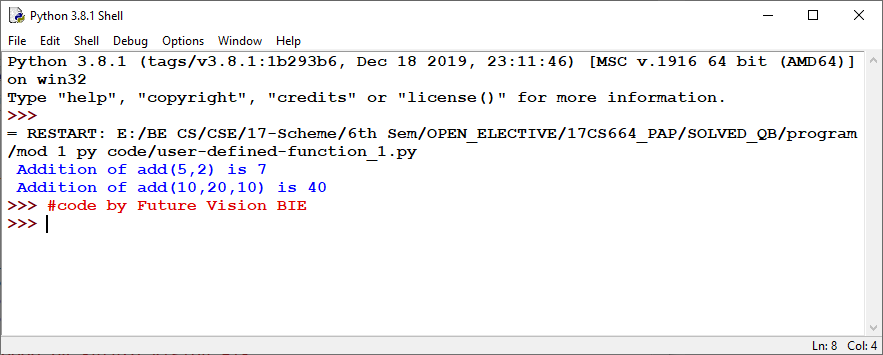 Python 3.8.1 Shell
File Edit Shell Debug Options Window Help
Python 3.8.1 (tags/v3.8.1:1b293b6, Dec 18 2019, 23:11:46) [MSC v.1916 64 bit (AMD64)]
on win32
Type "help", "copyright", "credits" or "license()" for more information.
>>>
= RESTART: E:/BE CS/CSE/17-Scheme/6th Sem/OPEN_ELECTIVE/17CS664_PAP/SOLVED_QB/program
/mod 1 py code/user-defined-function_1.py
 Addition of add(5,2) is 7
 Addition of add(10,20,10) is 40
>>> #code by Future Vision BIE
>>>
Ln: 8 Col: 4